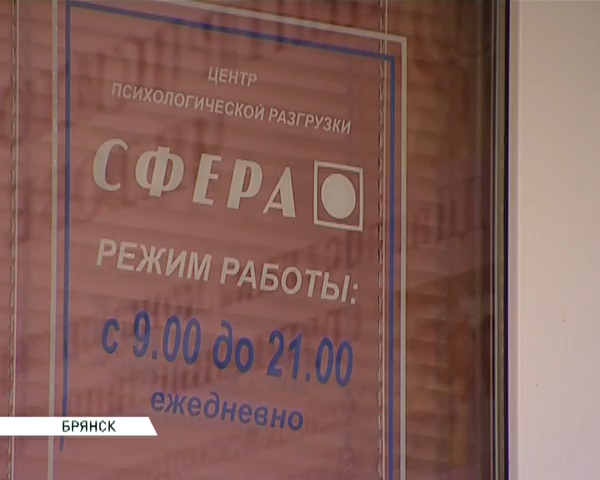 ЦЕНТР
ПСИХОЛОГИЧЕСКОЙ РАЗГРУЗКИ
СФЕРА
РЕЖИМ РАБОТЫ:
с 9.00 до 21.00
ежедневно
БРЯНСК